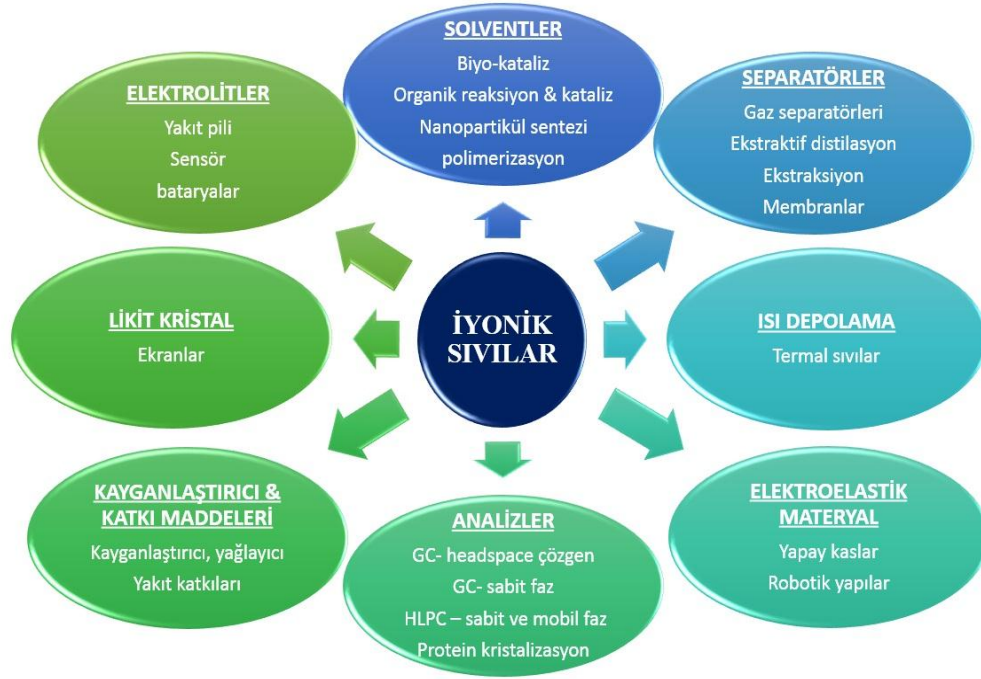 SOLVENTLER
Biyo-kataliz
Organik reaksiyon & kataliz
Nanopartikül sentezi
polimerizasyon
ELEKTROLİTLER
Yakıt pili
Sensör
bataryalar
SEPARATÖRLER
Gaz separatörleri
Ekstraktif distilasyon
Ekstraksiyon
Membranlar
LİKİT KRİSTAL
Ekranlar
İYONİK
SIVILAR
ISI DEPOLAMA
Termal sıvılar
KAYGANLAŞTIRICI &
KATKI MADDELERİ
Kayganlaştırıcı, yağlayıcı
Yakıt katkıları
ANALİZLER
GC- headspace çözgen
GC- sabit faz
HLPC – sabit ve mobil faz
Protein kristalizasyon
ELEKTROELASTİK
MATERYAL
Yapay kaslar
Robotik yapılar